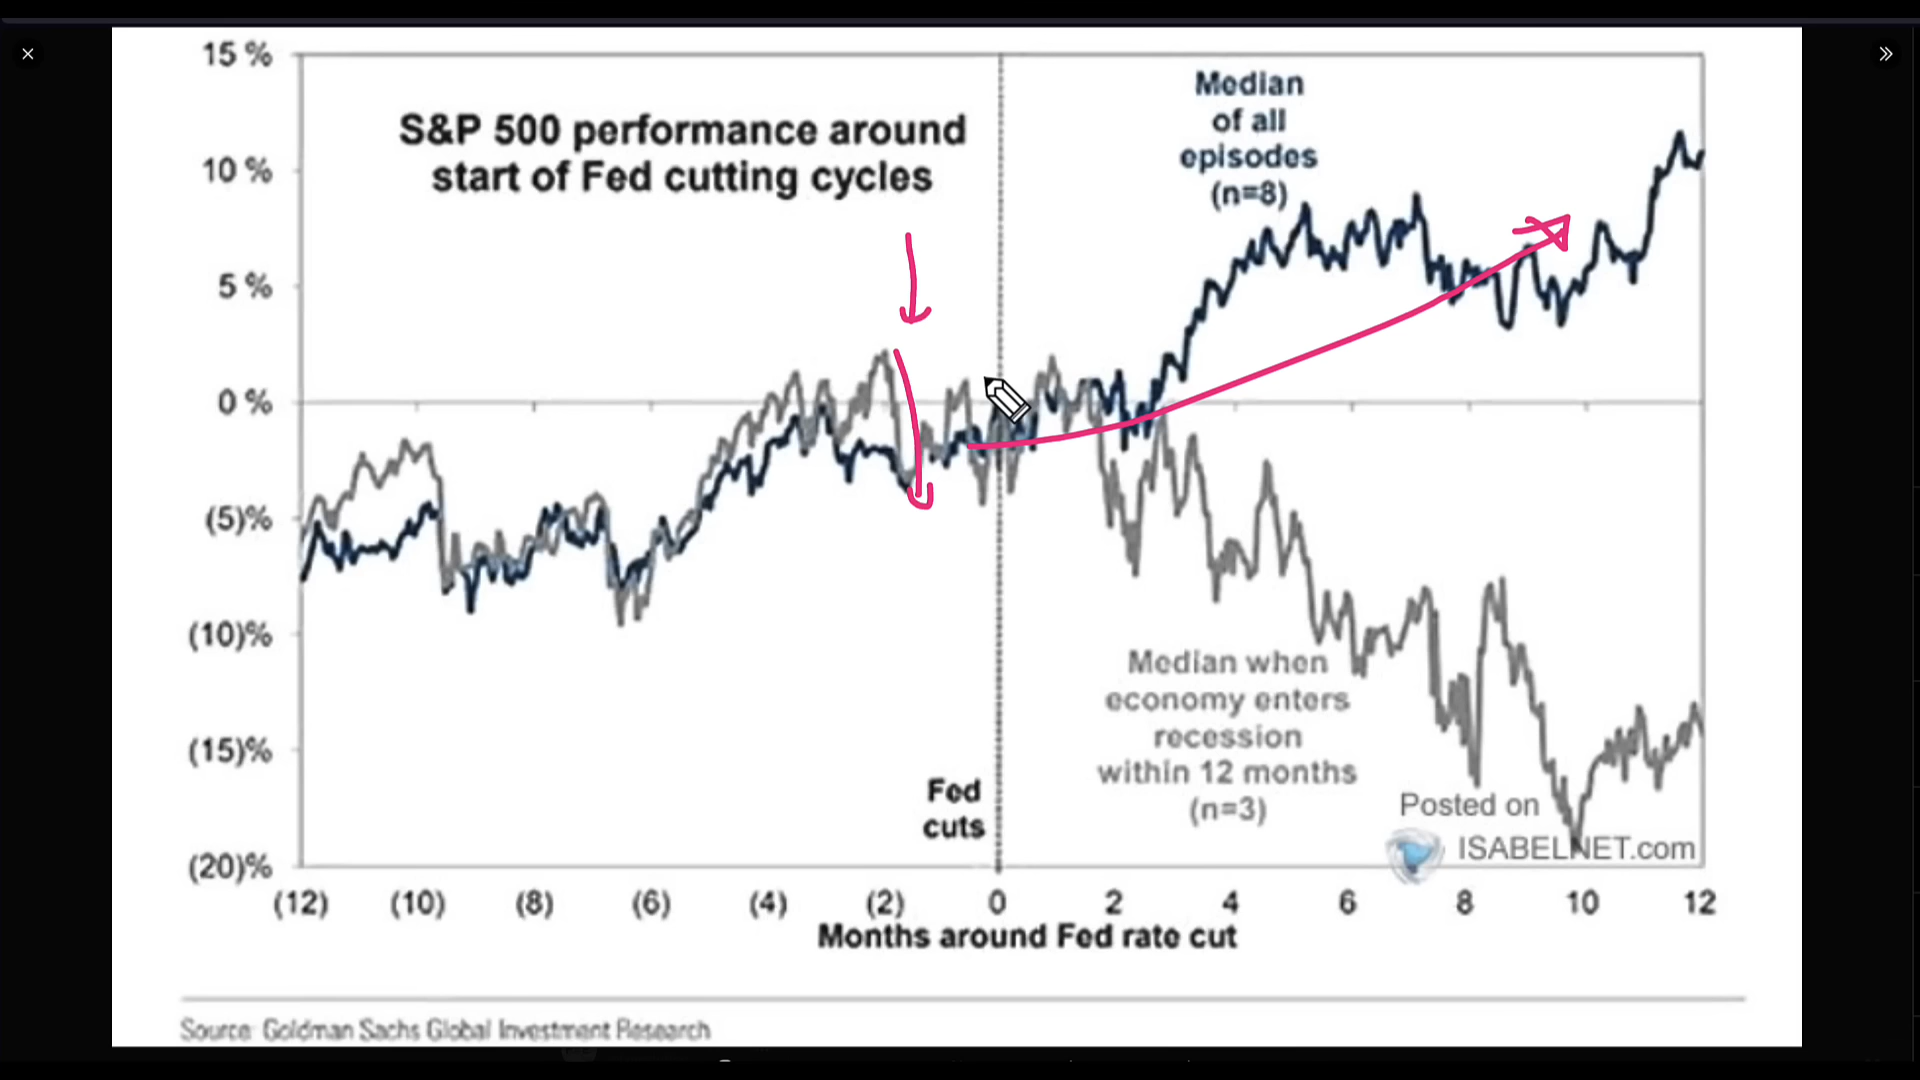 15 %
10 %
5 %
0 %
(5)%
(10)%
(15)%
(20)%
S&P 500 performance around
start of Fed cutting cycles
Median
of all
episodes
(n=8)
Median when
economy enters
recession
within 12 months
(n=3)
Fed
cuts
Posted on
ISABELNET.com
(12) (10) (8) (6) (4) (2) 0 2 4 6 8 10 12
Months around Fed rate cut
Source: Goldman Sachs Global Investment Research